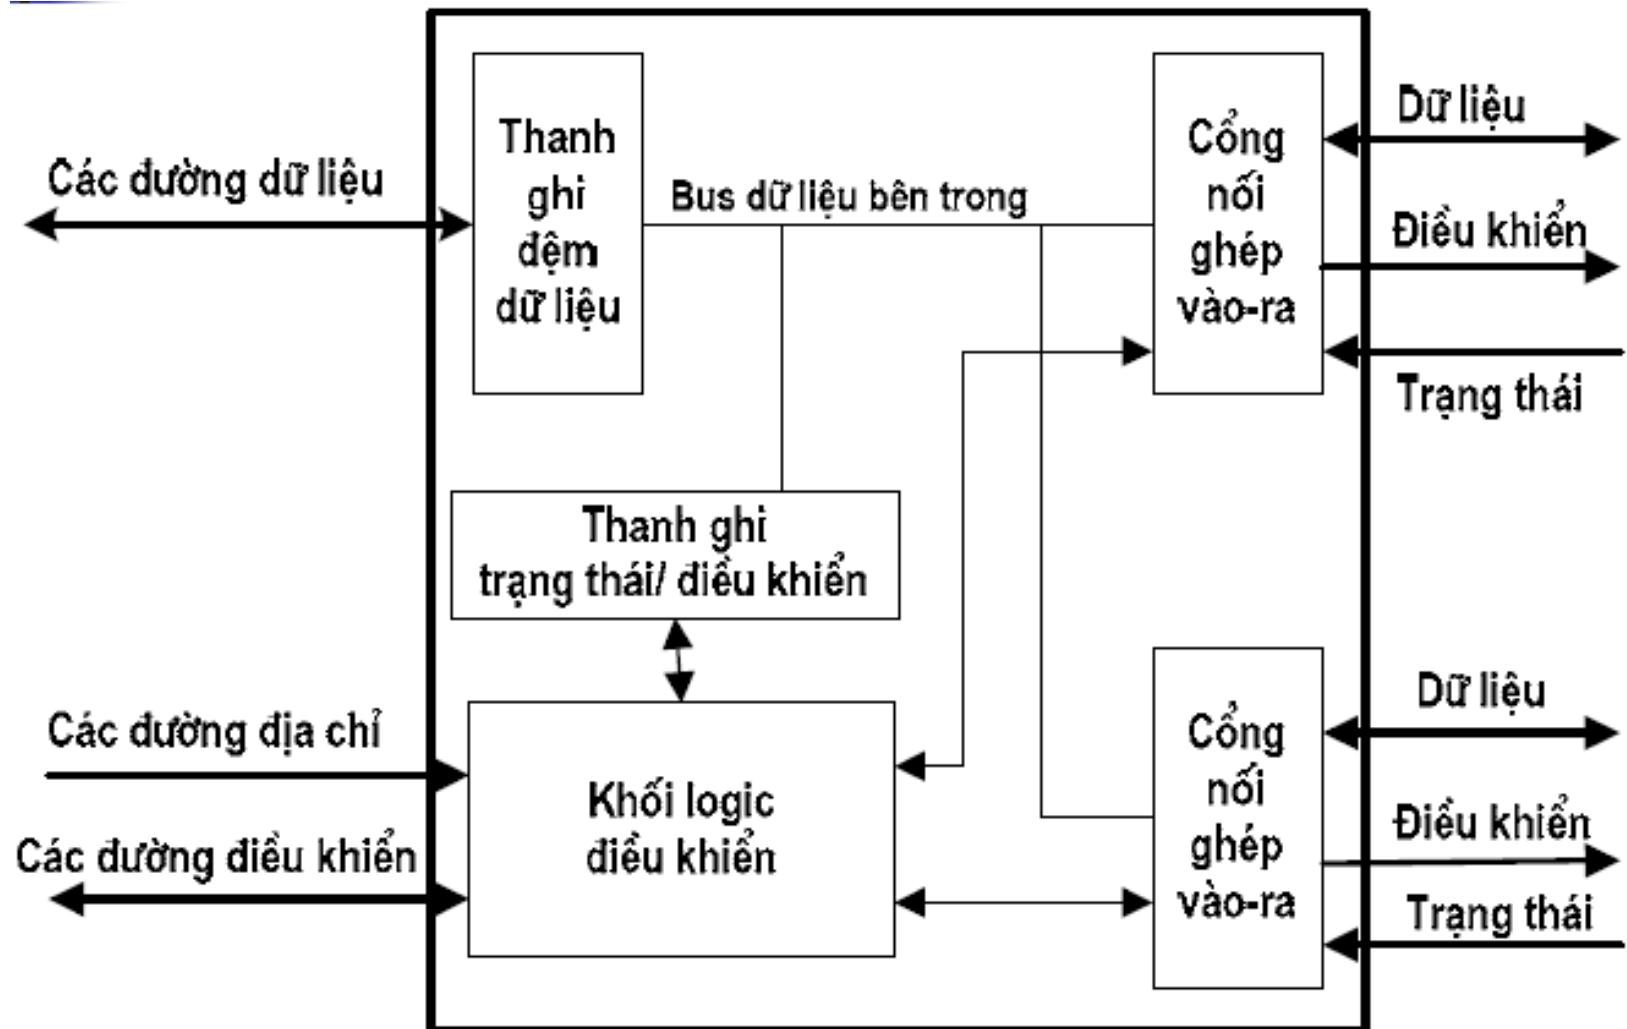 Các đường dữ liệu
Thanh
ghi
đệm
dữ liệu
Bus dữ liệu bên trong
Cổng
nối
ghép
vào-ra
Dữ liệu
Điều khiển
Trạng thái
Thanh ghi
trạng thái/ điều khiển
Các đường địa chỉ
Các đường điều khiển
Khối logic
điều khiển
Cổng
nối
ghép
vào-ra
Dữ liệu
Điều khiển
Trạng thái